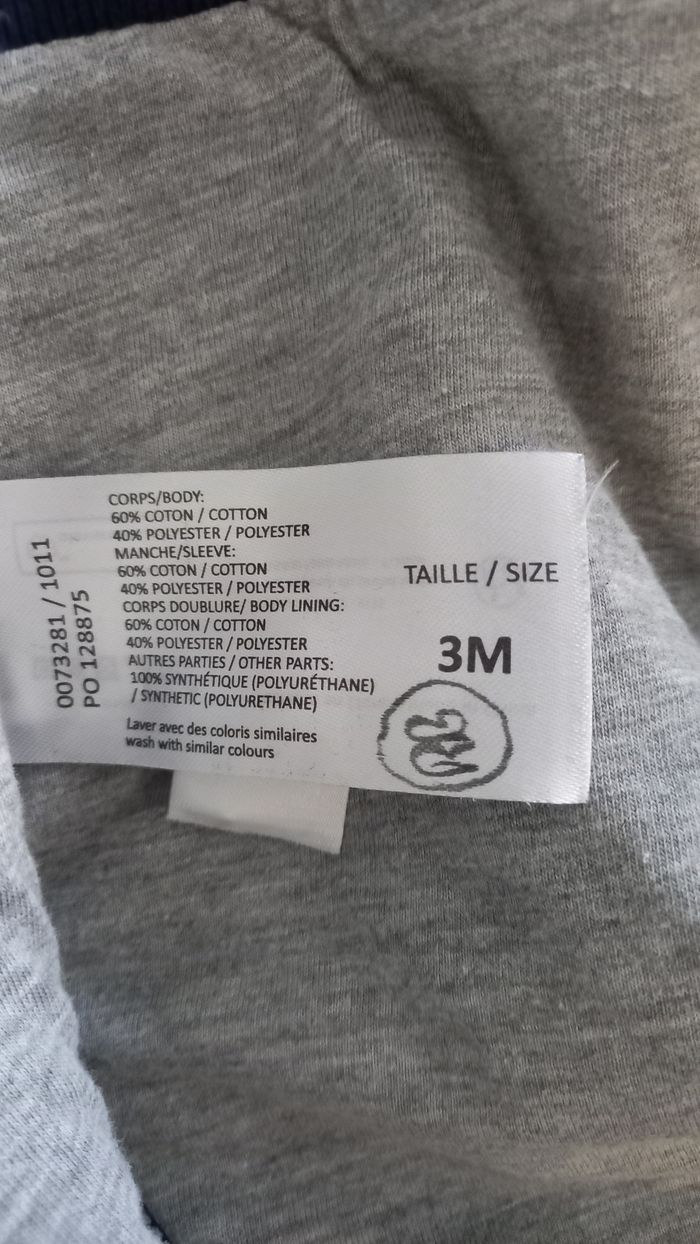 0073281 / 1011
PO 128875
CORPS/BODY:
60% COTON / COTTON
40% POLYESTER / POLYESTER
MANCHE/SLEEVE:
60% COTON / COTTON
40% POLYESTER / POLYESTER
CORPS DOUBLURE/ BODY LINING:
60% COTON / COTTON
40% POLYESTER / POLYESTER
AUTRES PARTIES / OTHER PARTS:
100% SYNTHÉTIQUE (POLYURÉTHANE)
/ SYNTHETIC (POLYURETHANE)
Laver avec des coloris similaires
wash with similar colours
TAILLE / SIZE
3M